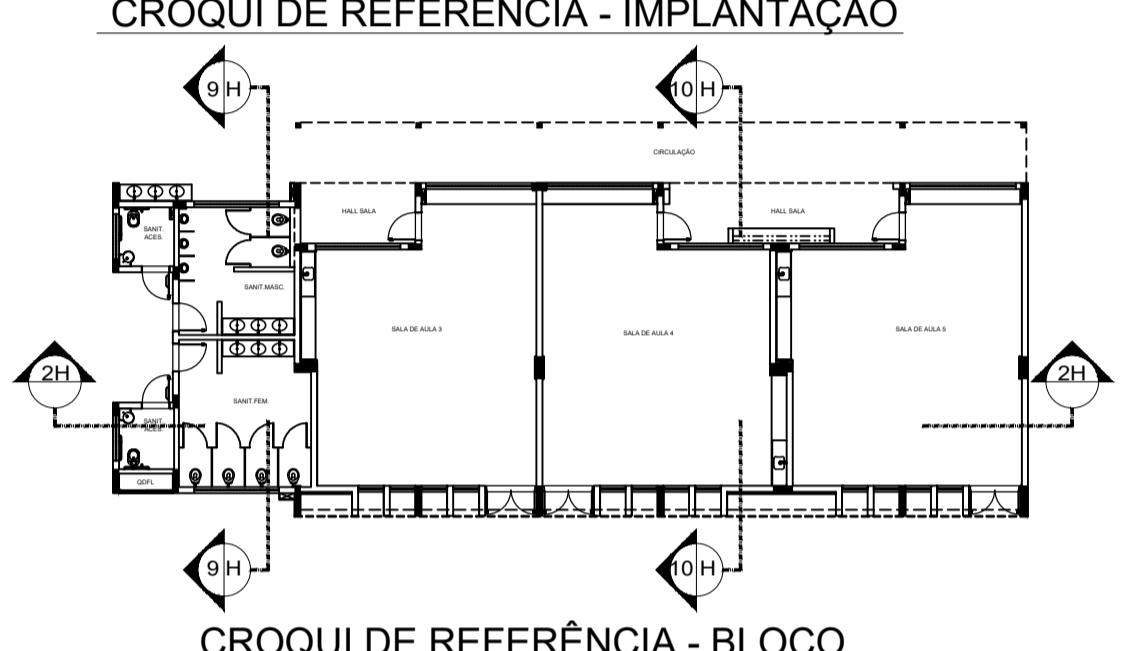 CROQUI DE REFERÊNCIA - IMPLANTAÇÃO
9 H
10 H
CIRCULAÇÃO
HALL SALA
HALL SALA
SANIT.
ACES.
SANIT.MASC.
SALA DE AULA 3
SALA DE AULA 4
SALA DE AULA 5
2H
2H
SANIT.FEM.
SANIT.
ACES.
QDFL
9 H
10 H
CROQUI DE REFERÊNCIA - BLOCO